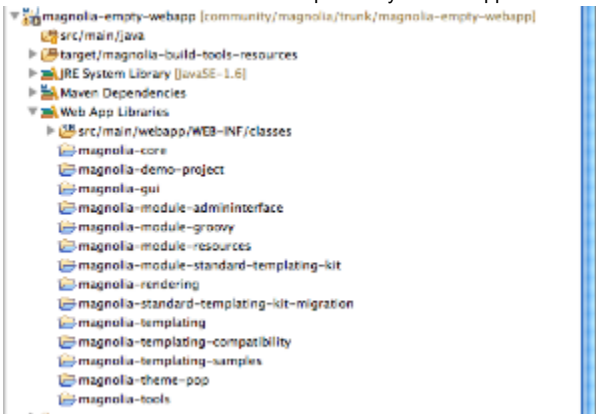 magnolia-empty-webapp [community/magnolia/trunk/magnolia-empty-webapp]
src/main/java
target/magnolia-build-tools-resources
JRE System Library [JavaSE-1.6]
Maven Dependencies
Web App Libraries
src/main/webapp/WEB-INF/classes
magnolia-core
magnolia-demo-project
magnolia-gui
magnolia-module-admininterface
magnolia-module-groovy
magnolia-module-resources
magnolia-module-standard-templating-kit
magnolia-rendering
magnolia-standard-templating-kit-migration
magnolia-templating
magnolia-templating-compatibility
magnolia-templating-samples
magnolia-theme-pop
magnolia-tools